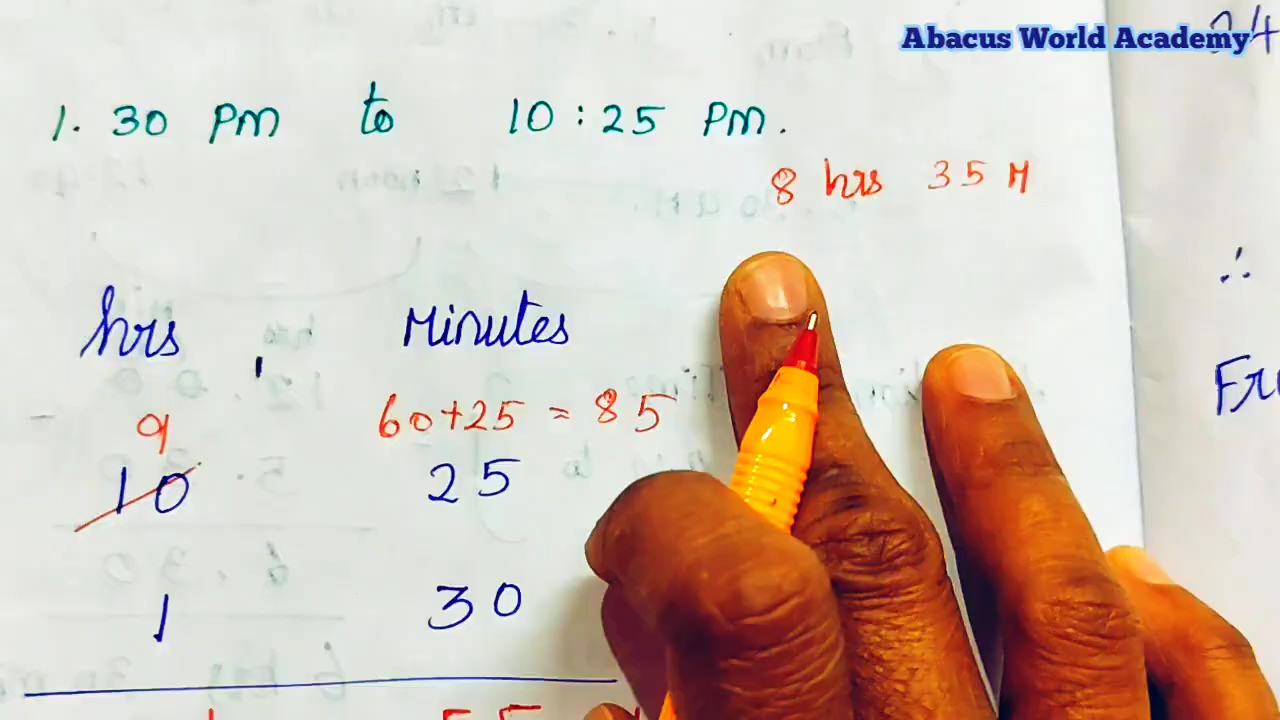 Abacus World Academy
1. 30 PM to 10:25 PM.
8 hrs 35 M
∴
hrs , Minutes
9 60+25 = 85
10 25
1 30
55